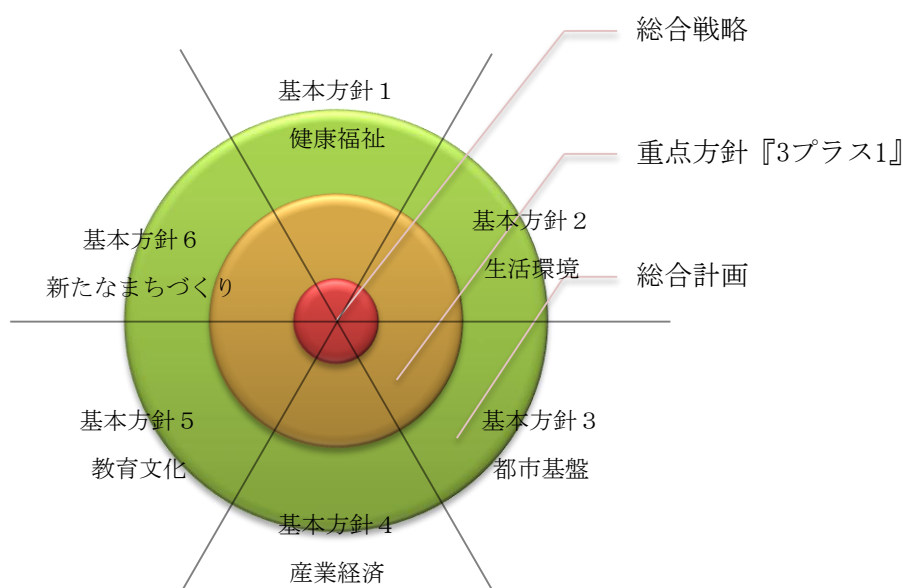 総合戦略
基本方針１
健康福祉
重点方針『3プラス1』
基本方針２
生活環境
基本方針６
新たなまちづくり
総合計画
基本方針５
教育文化
基本方針３
都市基盤
基本方針４
産業経済